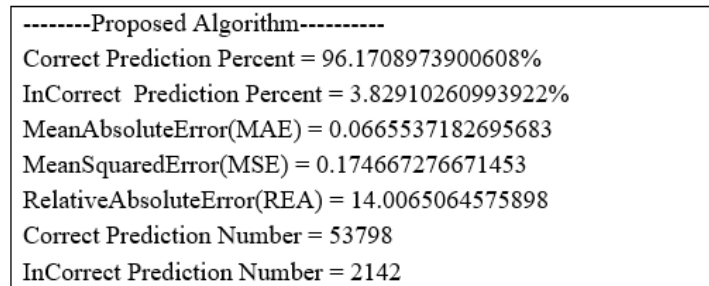 --------Proposed Algorithm----------
Correct Prediction Percent = 96.1708973900608%
InCorrect  Prediction Percent = 3.82910260993922%
MeanAbsoluteError(MAE) = 0.0665537182695683
MeanSquaredError(MSE) = 0.174667276671453
RelativeAbsoluteError(REA) = 14.0065064575898
Correct Prediction Number = 53798
InCorrect Prediction Number = 2142